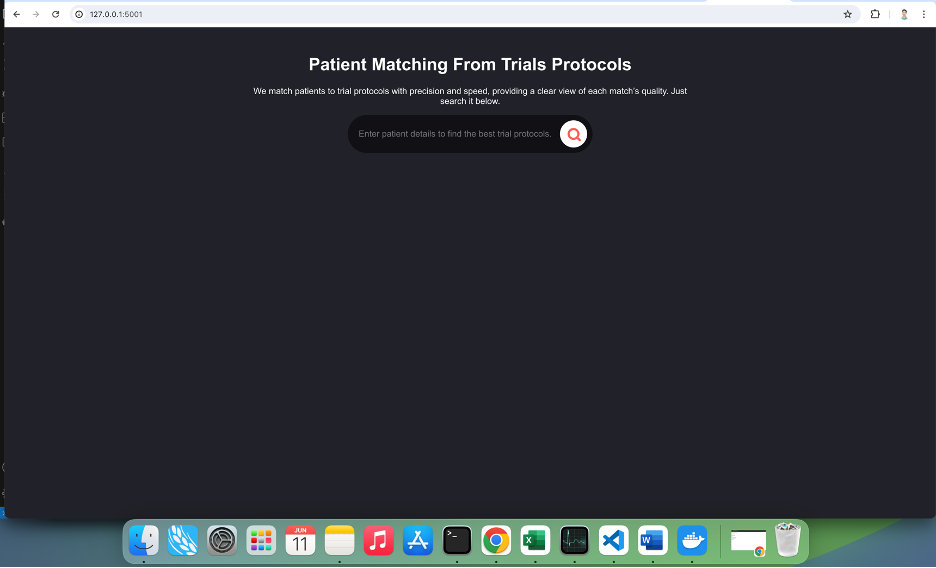 127.0.0.1:5001
Patient Matching From Trials Protocols
We match patients to trial protocols with precision and speed, providing a clear view of each match's quality. Just
search it below.
Enter patient details to find the best trial protocols.
JUN
11
>_
X
W